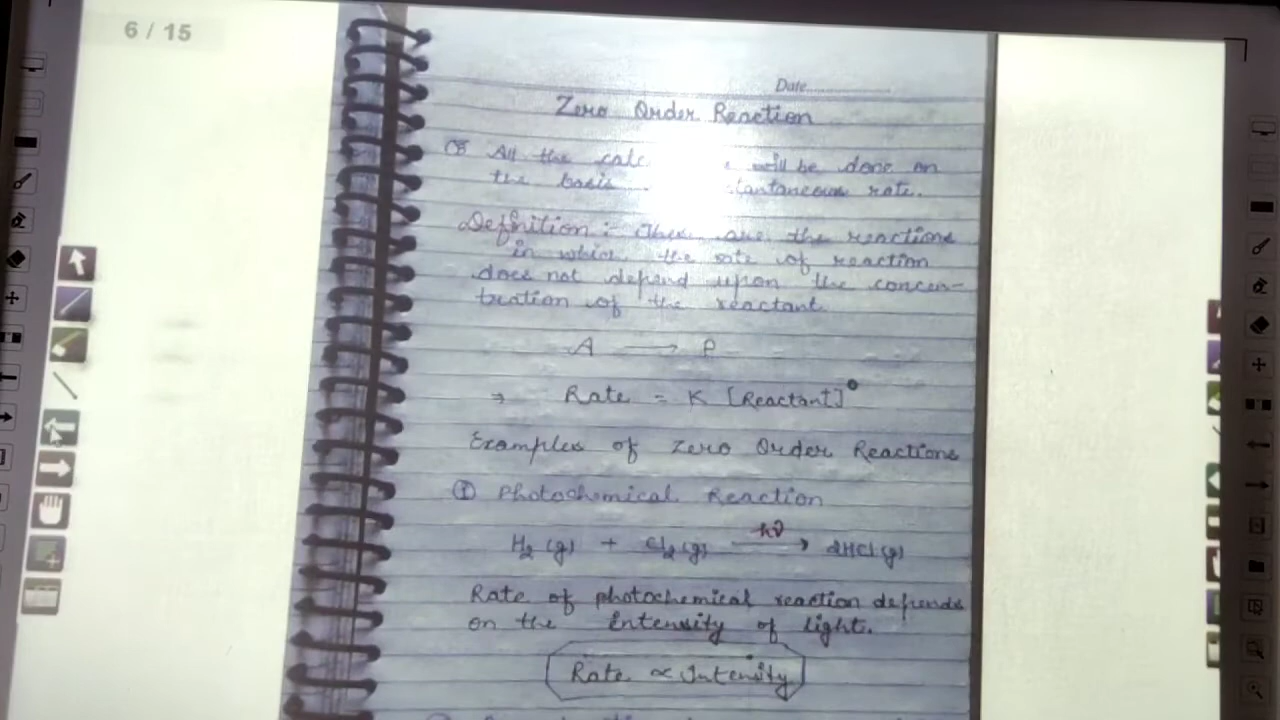 6 / 15
Date
Zero Order Reaction
All the will be done on
the basis rate.
Definition: These are the reactions
in which the rate of reaction
does not depend upon the concen-
tration of the reactant.
A ⟶ P
⇒ Rate = K [Reactant]⁰
Examples of Zero Order Reactions
① Photochemical Reaction
H₂(g) + Cl₂(g) hν→ 2HCl(g)
Rate of photochemical reaction depends
on the intensity of light.
Rate ∝ Intensity